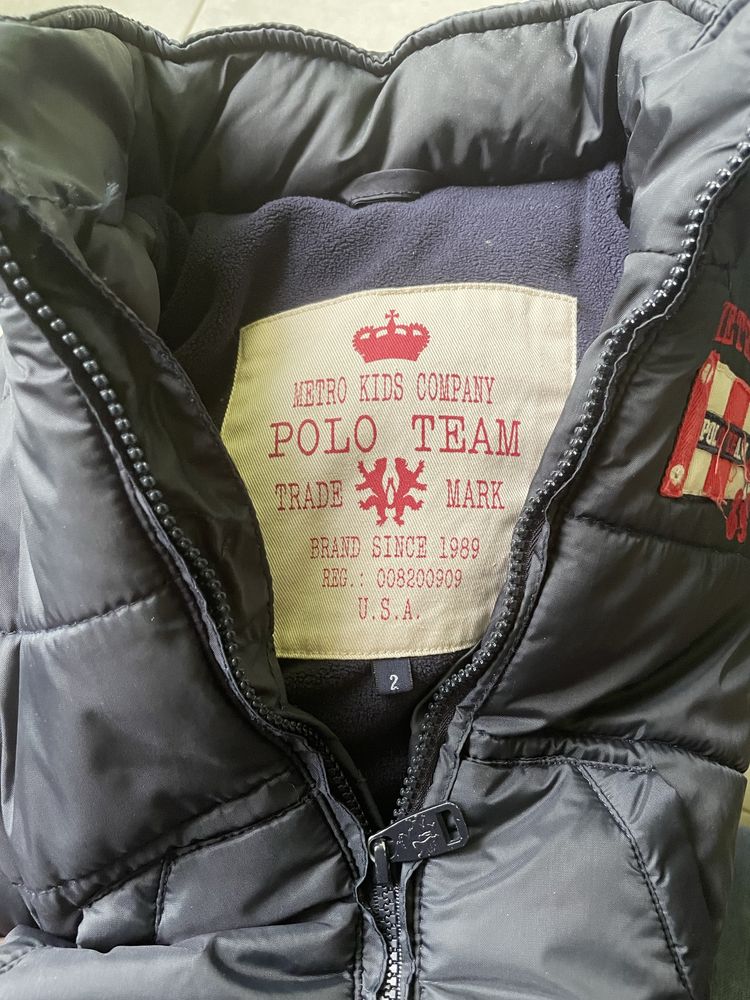 METRO KIDS COMPANY
POLO TEAM
TRADE MARK
BRAND SINCE 1989
REG.: 008200909
U.S.A.
2